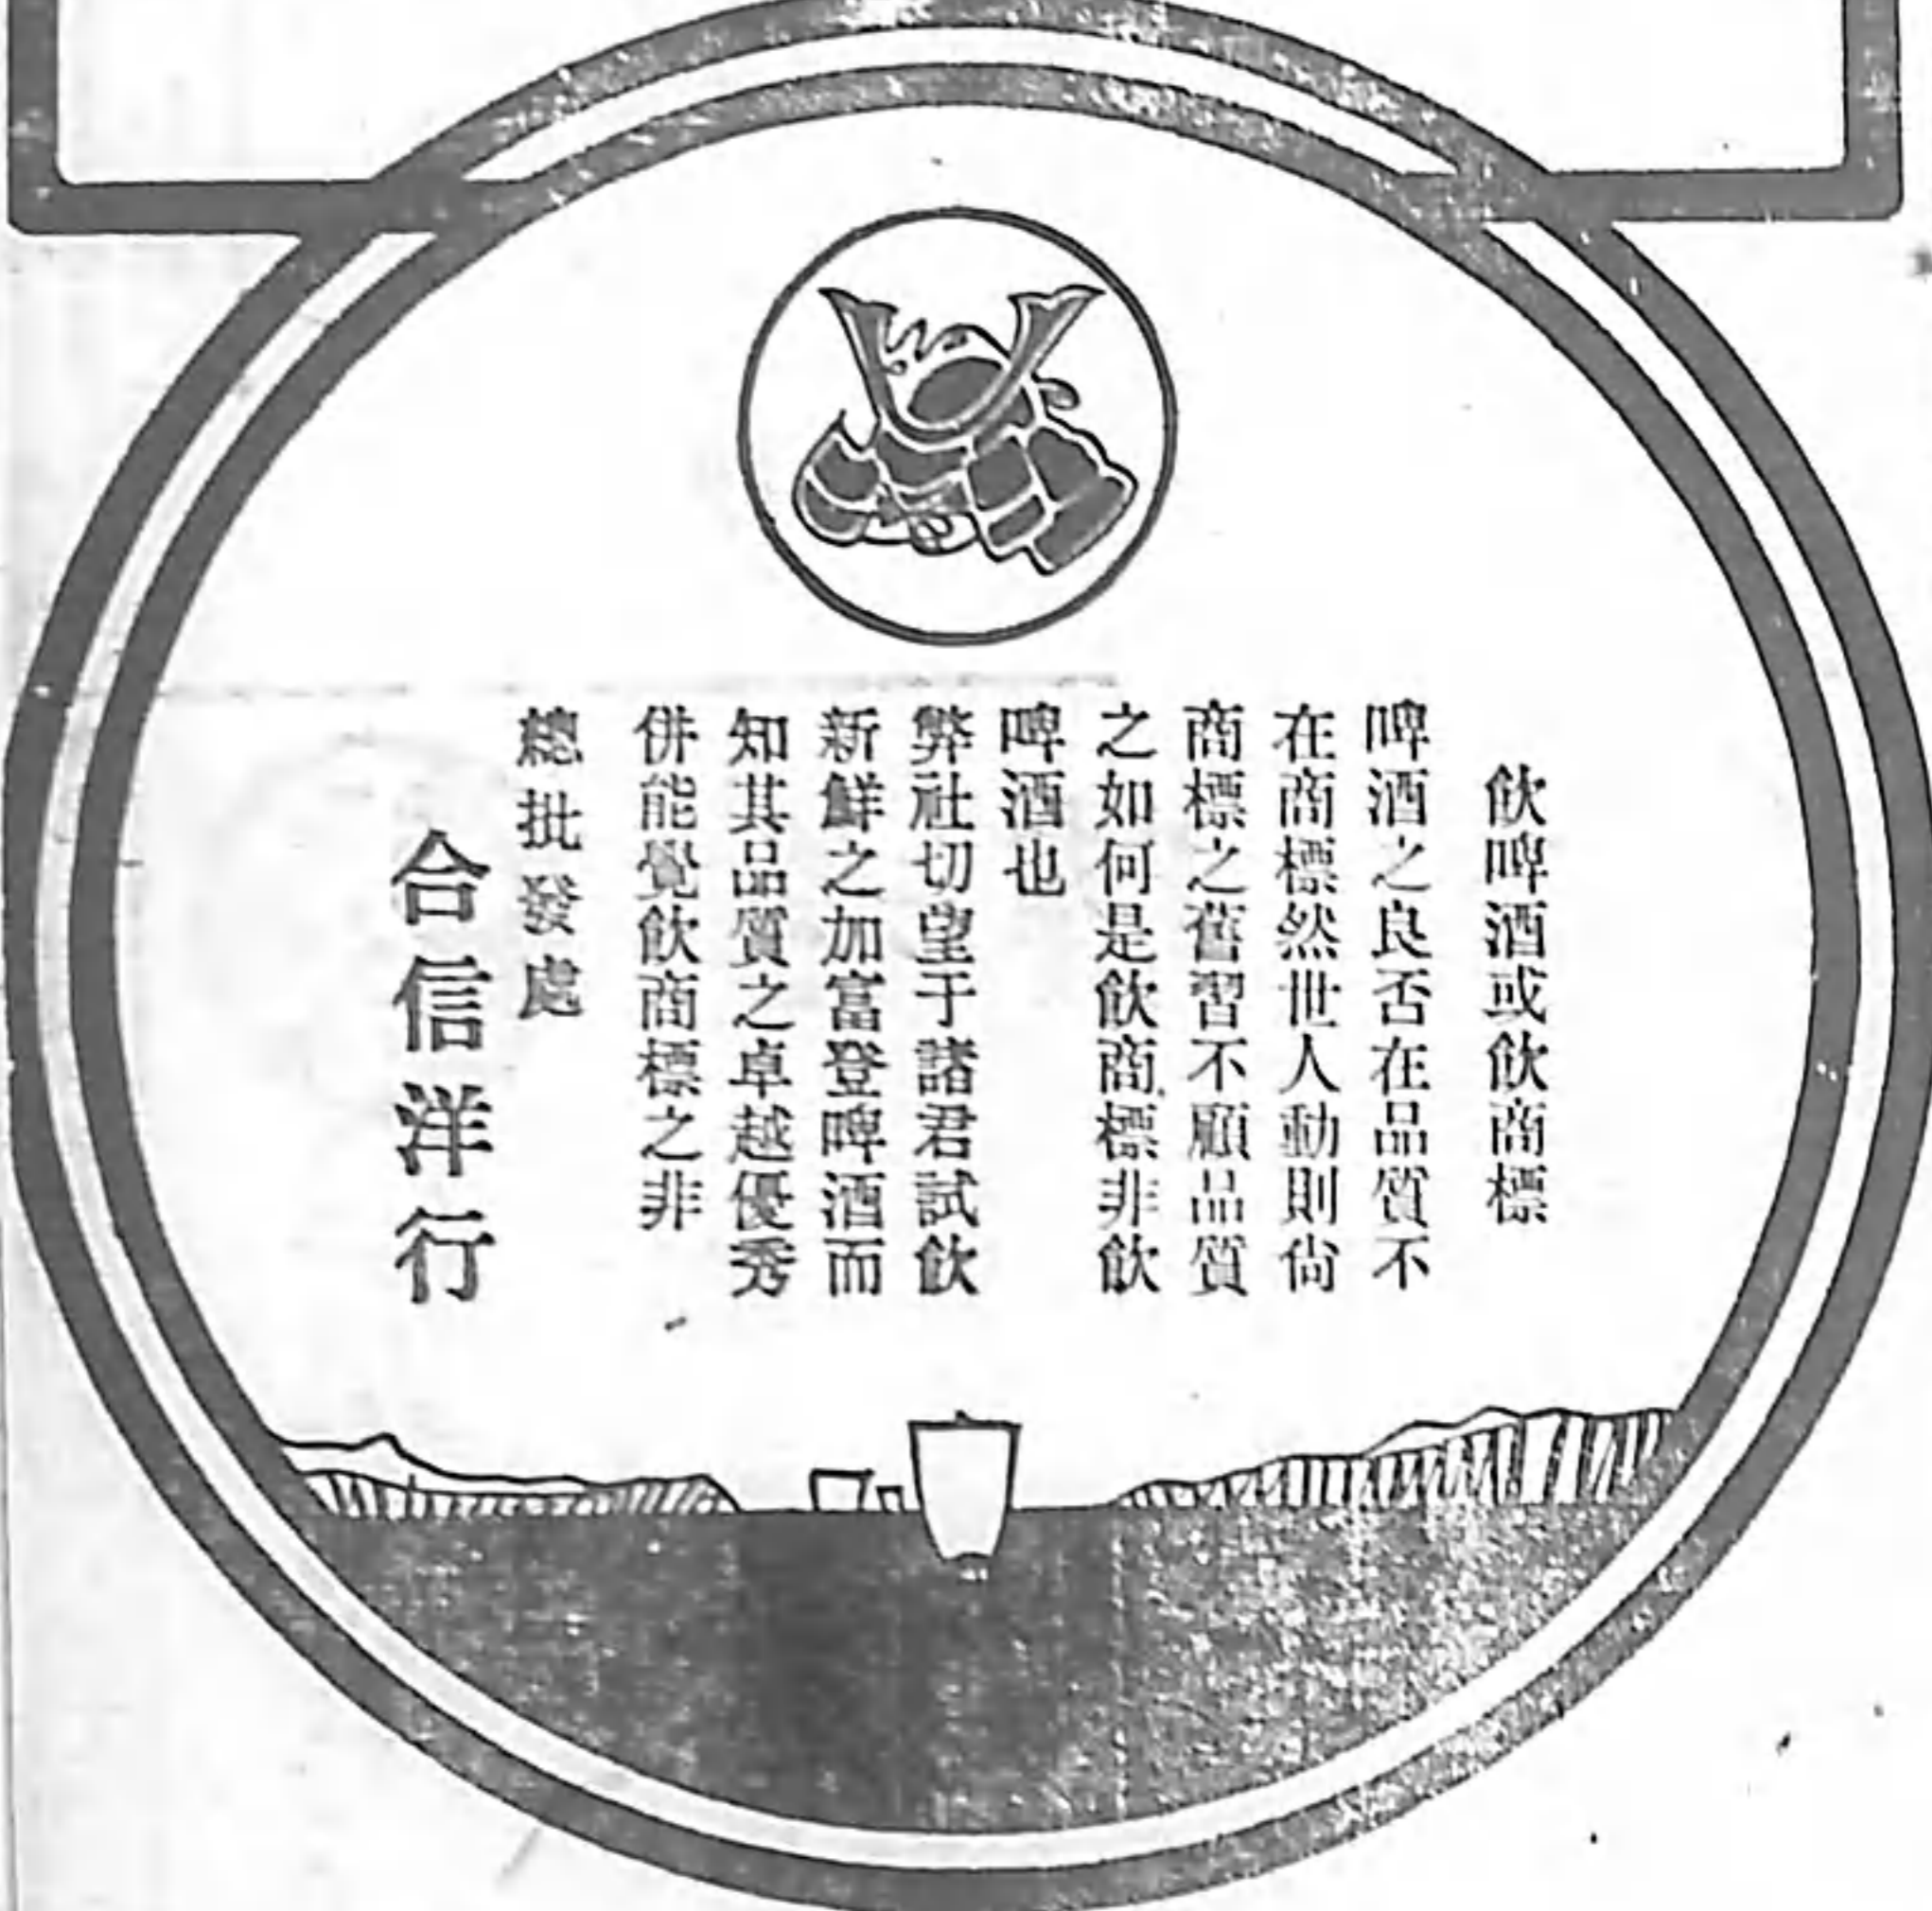 飲啤酒或飲商標
啤酒之良否在品質不
在商標然世人動則尙
商標之舊習不顧品質
之如何是飲商標非飲
啤酒也
弊社切望于諸君試飲
新鮮之加富登啤酒而
知其品質之卓越優秀
併能覺飲商標之非
總批發處
合信洋行